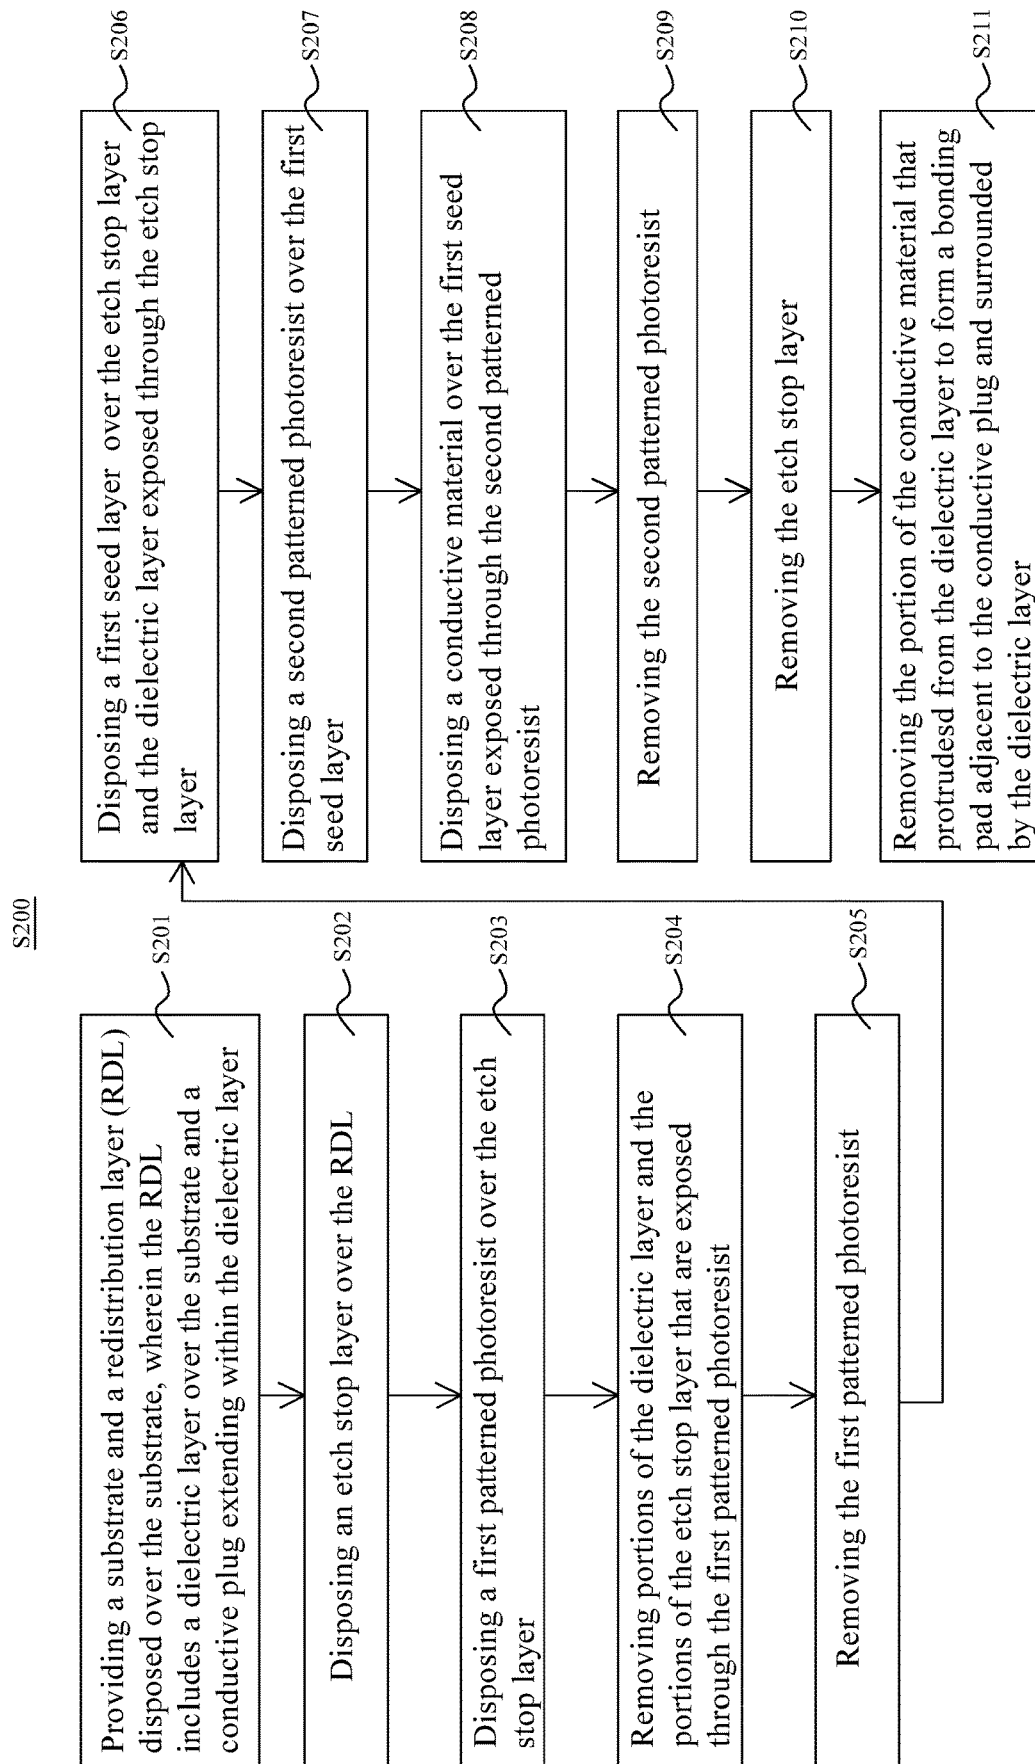 S200
Providing a substrate and a redistribution layer (RDL)
disposed over the substrate, wherein the RDL
includes a dielectric layer over the substrate and a
conductive plug extending within the dielectric layer
S201
Disposing an etch stop layer over the RDL
S202
Disposing a first patterned photoresist over the etch
stop layer
S203
Removing portions of the dielectric layer and the
portions of the etch stop layer that are exposed
through the first patterned photoresist
S204
Removing the first patterned photoresist
S205
Disposing a first seed layer over the etch stop layer
and the dielectric layer exposed through the etch stop
layer
S206
Disposing a second patterned photoresist over the first
seed layer
S207
Disposing a conductive material over the first seed
layer exposed through the second patterned
photoresist
S208
Removing the second patterned photoresist
S209
Removing the etch stop layer
S210
Removing the portion of the conductive material that
protrudesd from the dielectric layer to form a bonding
pad adjacent to the conductive plug and surrounded
by the dielectric layer
S211